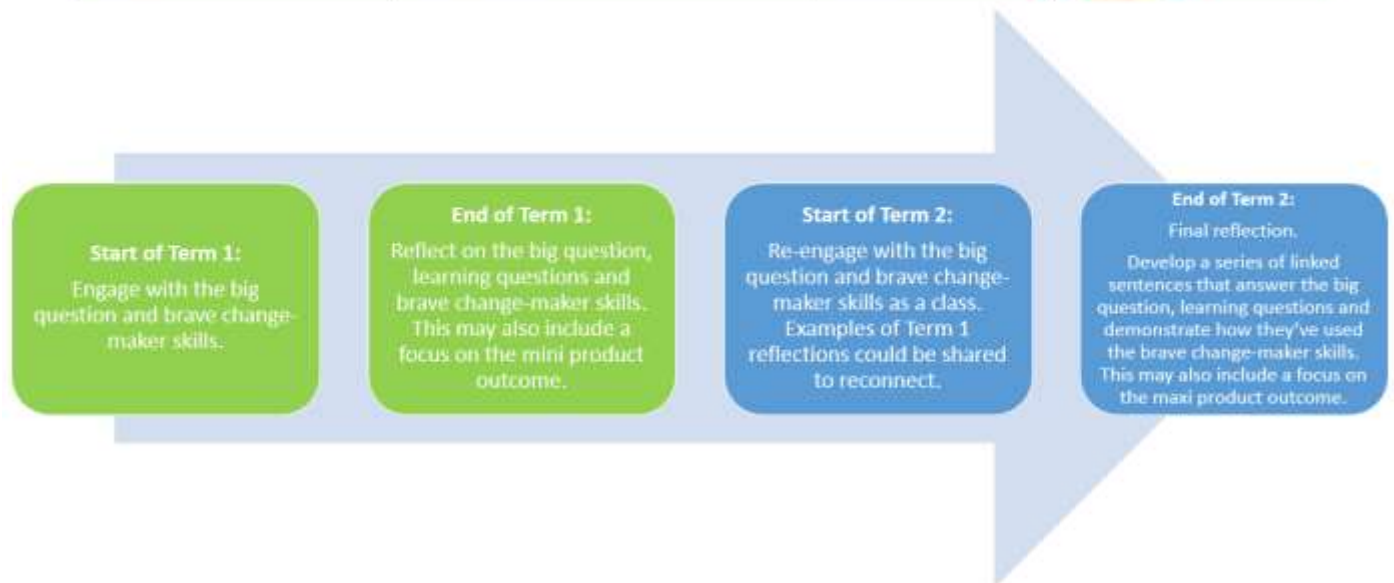 Start of Term 1:
Engage with the big
question and brave change-
maker skills.
End of Term 1:
Reflect on the big question,
learning questions and
brave change-maker skills.
This may also include a
focus on the mini product
outcome.
Start of Term 2:
Re-engage with the big
question and brave change-
maker skills as a class.
Examples of Term 1
reflections could be shared
to reconnect.
End of Term 2:
Final reflection.
Develop a series of linked
sentences that answer the big
question, learning questions and
demonstrate how they've used
the brave change-maker skills.
This may also include a focus on
the maxi product outcome.